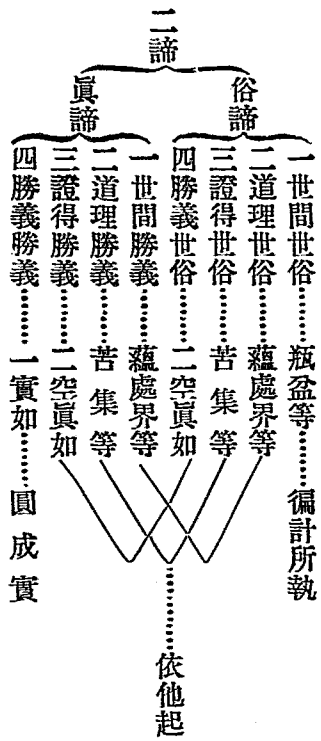 二諦
俗諦
一世間世俗………瓶盆等……徧計所執
二道理世俗………蘊處界等
三證得世俗………苦集等
四勝義世俗………二空眞如
眞諦
一世間勝義………蘊處界等
二道理勝義………苦集等
三證得勝義………二空眞如
四勝義勝義………一實如……圓成實
………依他起